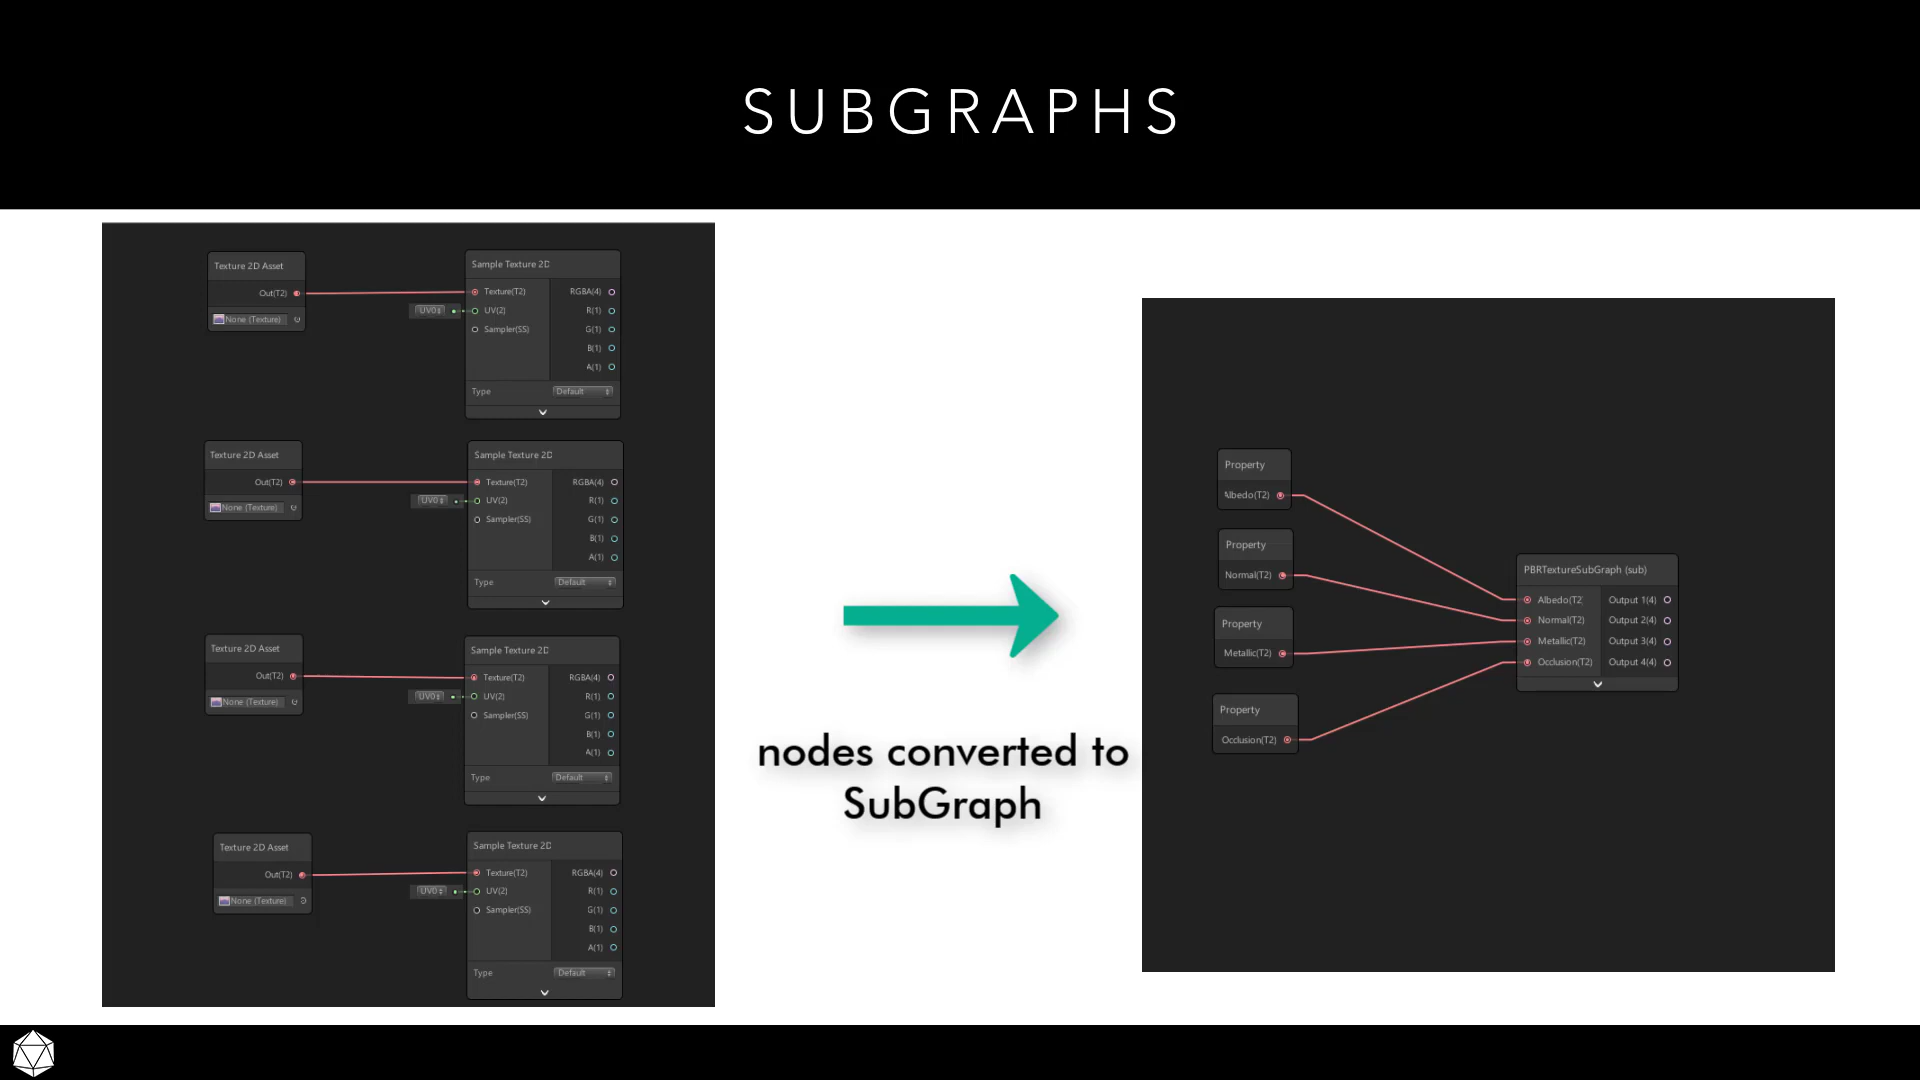 SUBGRAPHS
Texture 2D Asset
Out(T2)
None (Texture)
Sample Texture 2D
Texture(T2) RGBA(4)
UV0 UV(2) R(1)
Sampler(SS) G(1)
B(1)
A(1)
Type Default
Texture 2D Asset
Out(T2)
None (Texture)
Sample Texture 2D
Texture(T2) RGBA(4)
UV0 UV(2) R(1)
Sampler(SS) G(1)
B(1)
A(1)
Type Default
Texture 2D Asset
Out(T2)
None (Texture)
Sample Texture 2D
Texture(T2) RGBA(4)
UV0 UV(2) R(1)
Sampler(SS) G(1)
B(1)
A(1)
Type Default
Texture 2D Asset
Out(T2)
None (Texture)
Sample Texture 2D
Texture(T2) RGBA(4)
UV0 UV(2) R(1)
Sampler(SS) G(1)
B(1)
A(1)
Type Default
nodes converted to
SubGraph
Property
Albedo(T2)
Property
Normal(T2)
Property
Metallic(T2)
Property
Occlusion(T2)
PBRTextureSubGraph (sub)
Albedo(T2 Output 1(4)
Normal(T2) Output 2(4)
Metallic(T2) Output 3(4)
Occlusion(T2) Output 4(4)